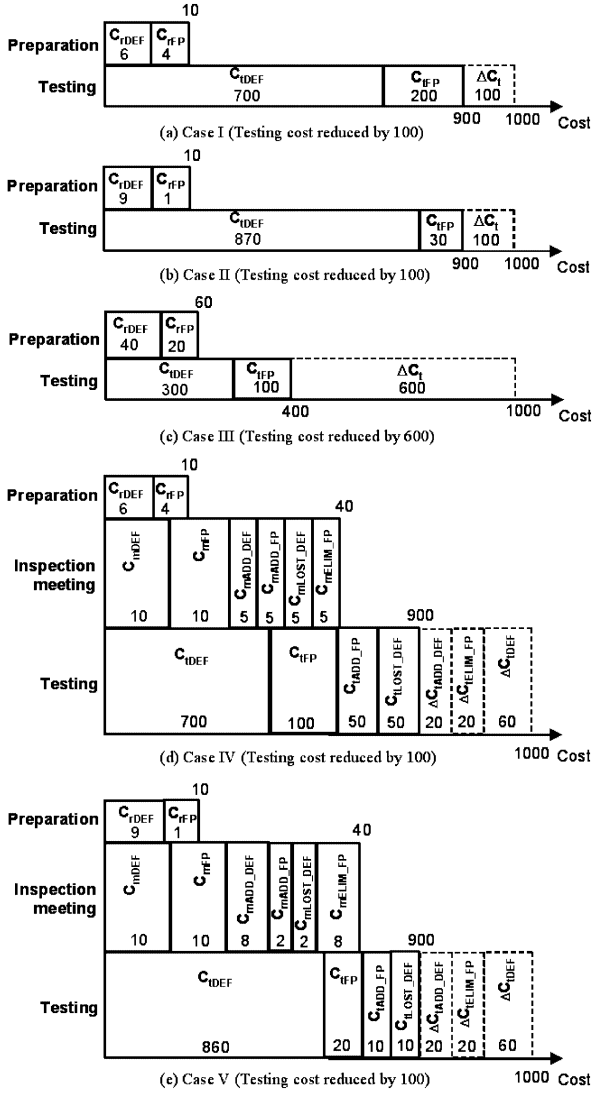 10
Preparation CrDEF CrFP
6 4
Testing CtDEF CtFP ΔCt
700 200 100
900 1000 Cost
(a) Case I (Testing cost reduced by 100)
10
Preparation CrDEF CrFP
9 1
Testing CtDEF CtFP ΔCt
870 30 100
900 1000 Cost
(b) Case II (Testing cost reduced by 100)
60
Preparation CrDEF CrFP
40 20
Testing CtDEF CtFP ΔCt
300 100 600
400 1000 Cost
(c) Case III (Testing cost reduced by 600)
10
Preparation CrDEF CrFP
6 4
40
Inspection meeting CmDEF CmFP CmADD_DEF CmADD_FP CmLOST_DEF CmELIM_FP
10 10 5 5 5 5
900
Testing CtDEF CtFP CtADD_FP CtLOST_DEF ΔCtADD_DEF ΔCtELIM_FP ΔCtDEF
700 100 50 50 20 20 60
1000 Cost
(d) Case IV (Testing cost reduced by 100)
10
Preparation CrDEF CrFP
9 1
40
Inspection meeting CmDEF CmFP CmADD_DEF CmADD_FP CmLOST_DEF CmELIM_FP
10 10 8 2 2 8
900
Testing CtDEF CtFP CtADD_FP CtLOST_DEF ΔCtADD_DEF ΔCtELIM_FP ΔCtDEF
860 20 10 10 20 20 60
1000 Cost
(e) Case V (Testing cost reduced by 100)